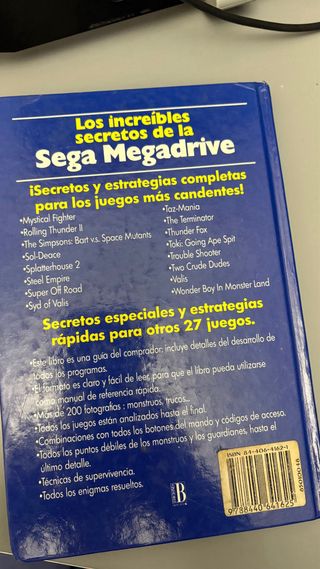 Los increíbles
secretos de la
Sega Megadrive
¡Secretos y estrategias completas
para los juegos más candentes!
•Mystical Fighter
•Rolling Thunder II
•The Simpsons: Bart v.s. Space Mutants
•Sol-Deace
•Splatterhouse 2
•Steel Empire
•Super Off Road
•Syd of Valis
•Taz-Mania
•The Terminator
•Thunder Fox
•Toki: Going Ape Spit
•Trouble Shooter
•Two Crude Dudes
•Valis
•Wonder Boy In Monster Land
Secretos especiales y estrategias
rápidas para otros 27 juegos.
•Este libro es una guía del comprador: incluye detalles del desarrollo de
todos los programas.
•El formato es claro y fácil de leer, para que el libro pueda utilizarse
como manual de referencia rápida.
•Más de 200 fotografías : monstruos, trucos..
•Todos los juegos están analizados hasta el final.
•Combinaciones con todos los botones del mando y códigos de acceso.
•Todos los puntos débiles de los monstruos y los guardianes, hasta el
último detalle.
•Técnicas de supervivencia.
•Todos los enigmas resueltos.
B
ISBN 84-406-4162-1
9788440641625